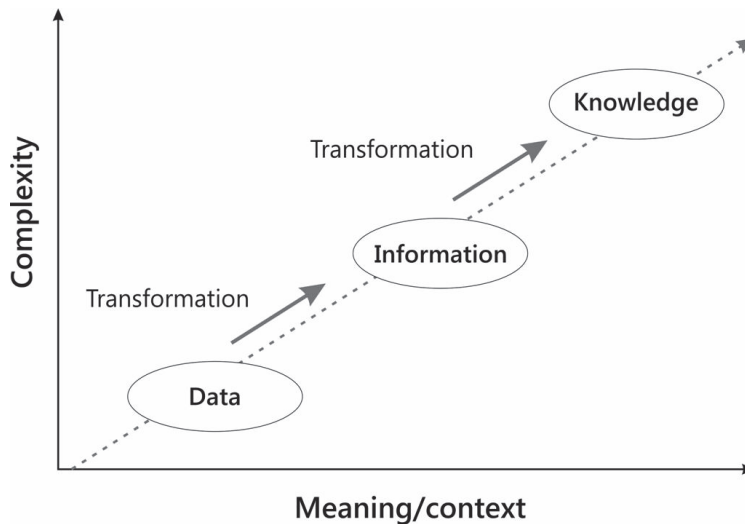 Knowledge
Transformation
Information
Transformation
Data
Complexity
Meaning/context